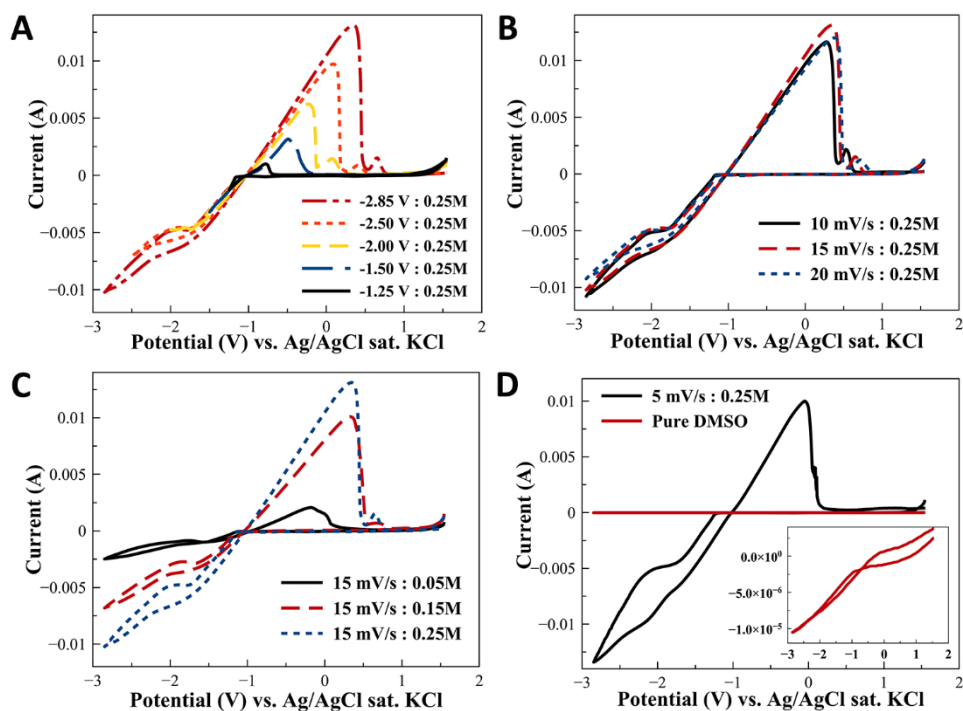 A
Current (A)
0.01
0.005
0
−0.005
−0.01
-2.85 V : 0.25M
-2.50 V : 0.25M
-2.00 V : 0.25M
-1.50 V : 0.25M
-1.25 V : 0.25M
−3 −2 −1 0 1 2
Potential (V) vs. Ag/AgCl sat. KCl
B
Current (A)
0.01
0.005
0
−0.005
−0.01
10 mV/s : 0.25M
15 mV/s : 0.25M
20 mV/s : 0.25M
−3 −2 −1 0 1 2
Potential (V) vs. Ag/AgCl sat. KCl
C
Current (A)
0.01
0.005
0
−0.005
−0.01
15 mV/s : 0.05M
15 mV/s : 0.15M
15 mV/s : 0.25M
−3 −2 −1 0 1 2
Potential (V) vs. Ag/AgCl sat. KCl
D
Current (A)
5 mV/s : 0.25M
Pure DMSO
0.01
0.005
0
−0.005
−0.01
0.0×10⁰
−5.0×10⁻⁶
−1.0×10⁻⁵
−3 −2 −1 0 1 2
−3 −2 −1 0 1 2
Potential (V) vs. Ag/AgCl sat. KCl